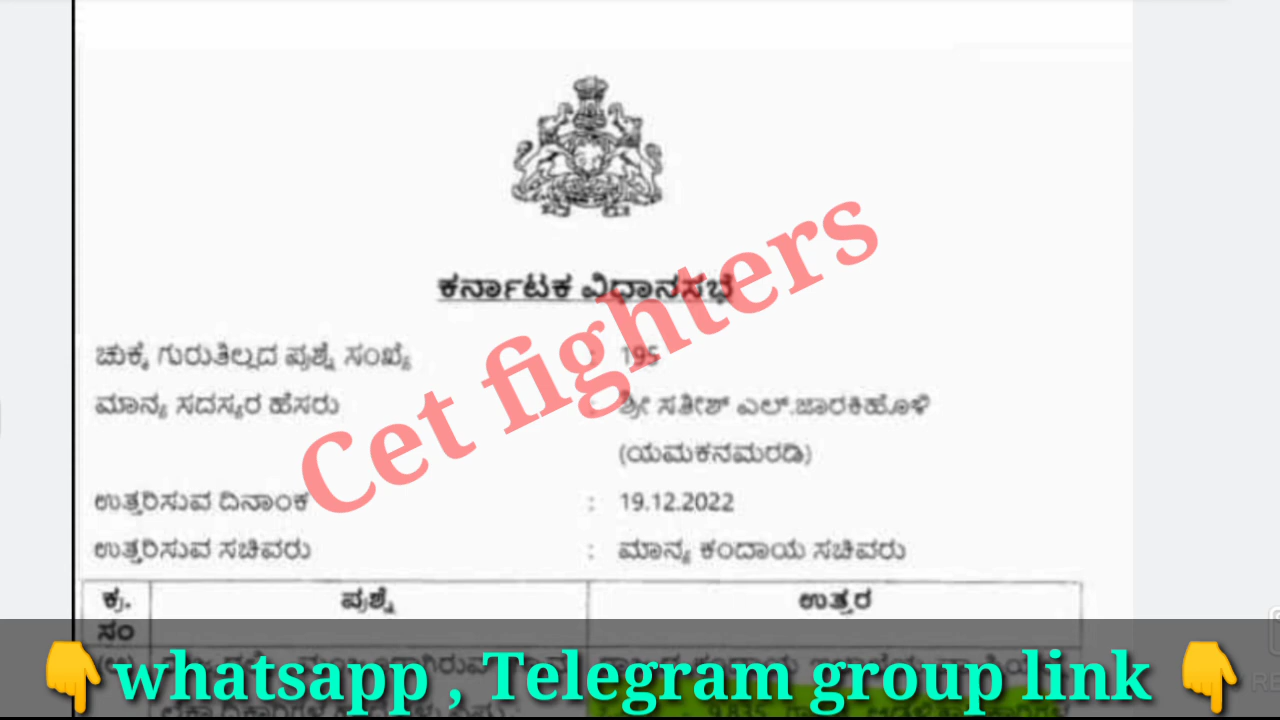 ಕರ್ನಾಟಕ ವಿಧಾನಸಭೆ
Cet fighters
ಚುಕ್ಕೆ ಗುರುತಿಲ್ಲದ ಪ್ರಶ್ನೆ ಸಂಖ್ಯೆ : 195
ಮಾನ್ಯ ಸದಸ್ಯರ ಹೆಸರು : ಶ್ರೀ ಸತೀಶ್ ಎಲ್.ಜಾರಕಿಹೊಳಿ
(ಯಮಕನಮರಡಿ)
ಉತ್ತರಿಸುವ ದಿನಾಂಕ : 19.12.2022
ಉತ್ತರಿಸುವ ಸಚಿವರು : ಮಾನ್ಯ ಕಂದಾಯ ಸಚಿವರು
ಕ್ರ. ಪ್ರಶ್ನೆ ಉತ್ತರ
ಸಂ
whatsapp , Telegram group link